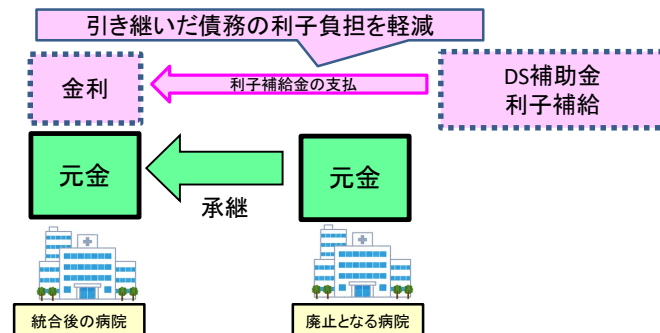 引き継いだ債務の利子負担を軽減
金利
利子補給金の支払
DS補助金
利子補給
元金
元金
承継
統合後の病院
廃止となる病院